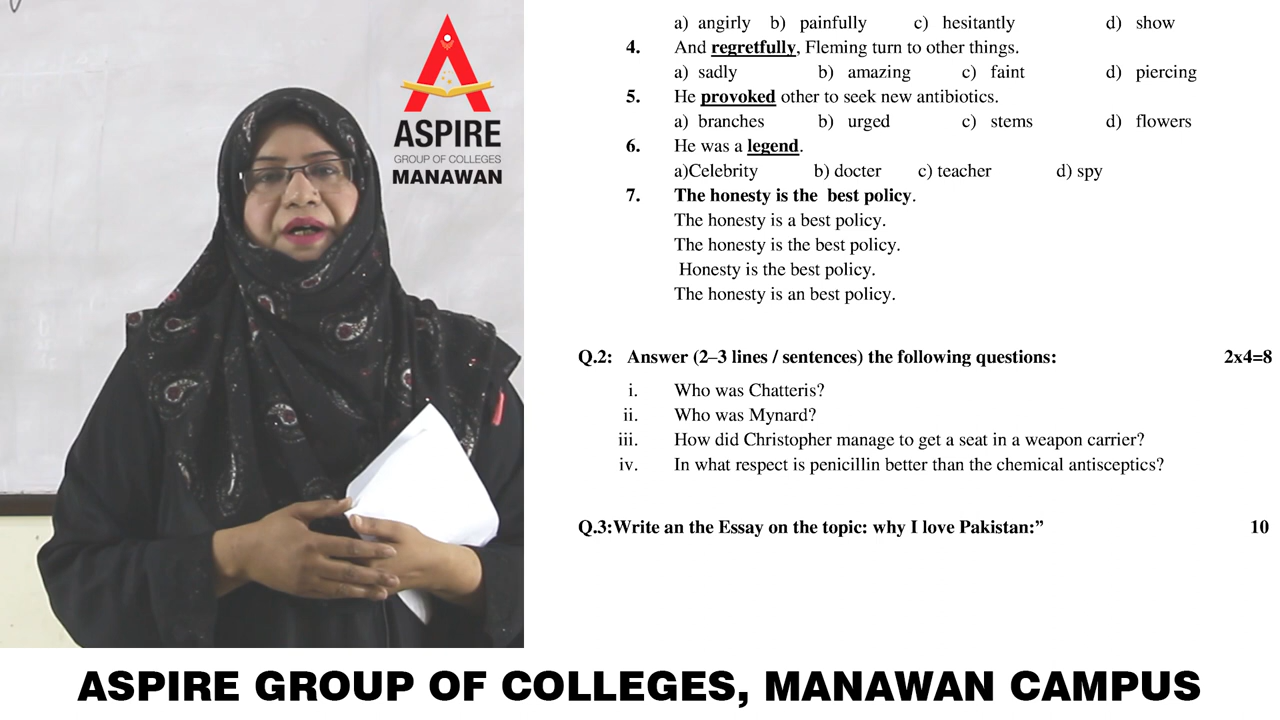 ASPIRE
GROUP OF COLLEGES
MANAWAN
a) angirly b) painfully c) hesitantly d) show
4. And regretfully, Fleming turn to other things.
a) sadly b) amazing c) faint d) piercing
5. He provoked other to seek new antibiotics.
a) branches b) urged c) stems d) flowers
6. He was a legend.
a)Celebrity b) docter c) teacher d) spy
7. The honesty is the best policy.
The honesty is a best policy.
The honesty is the best policy.
Honesty is the best policy.
The honesty is an best policy.
Q.2: Answer (2–3 lines / sentences) the following questions: 2x4=8
i. Who was Chatteris?
ii. Who was Mynard?
iii. How did Christopher manage to get a seat in a weapon carrier?
iv. In what respect is penicillin better than the chemical antisceptics?
Q.3:Write an the Essay on the topic: why I love Pakistan:” 10
ASPIRE GROUP OF COLLEGES, MANAWAN CAMPUS